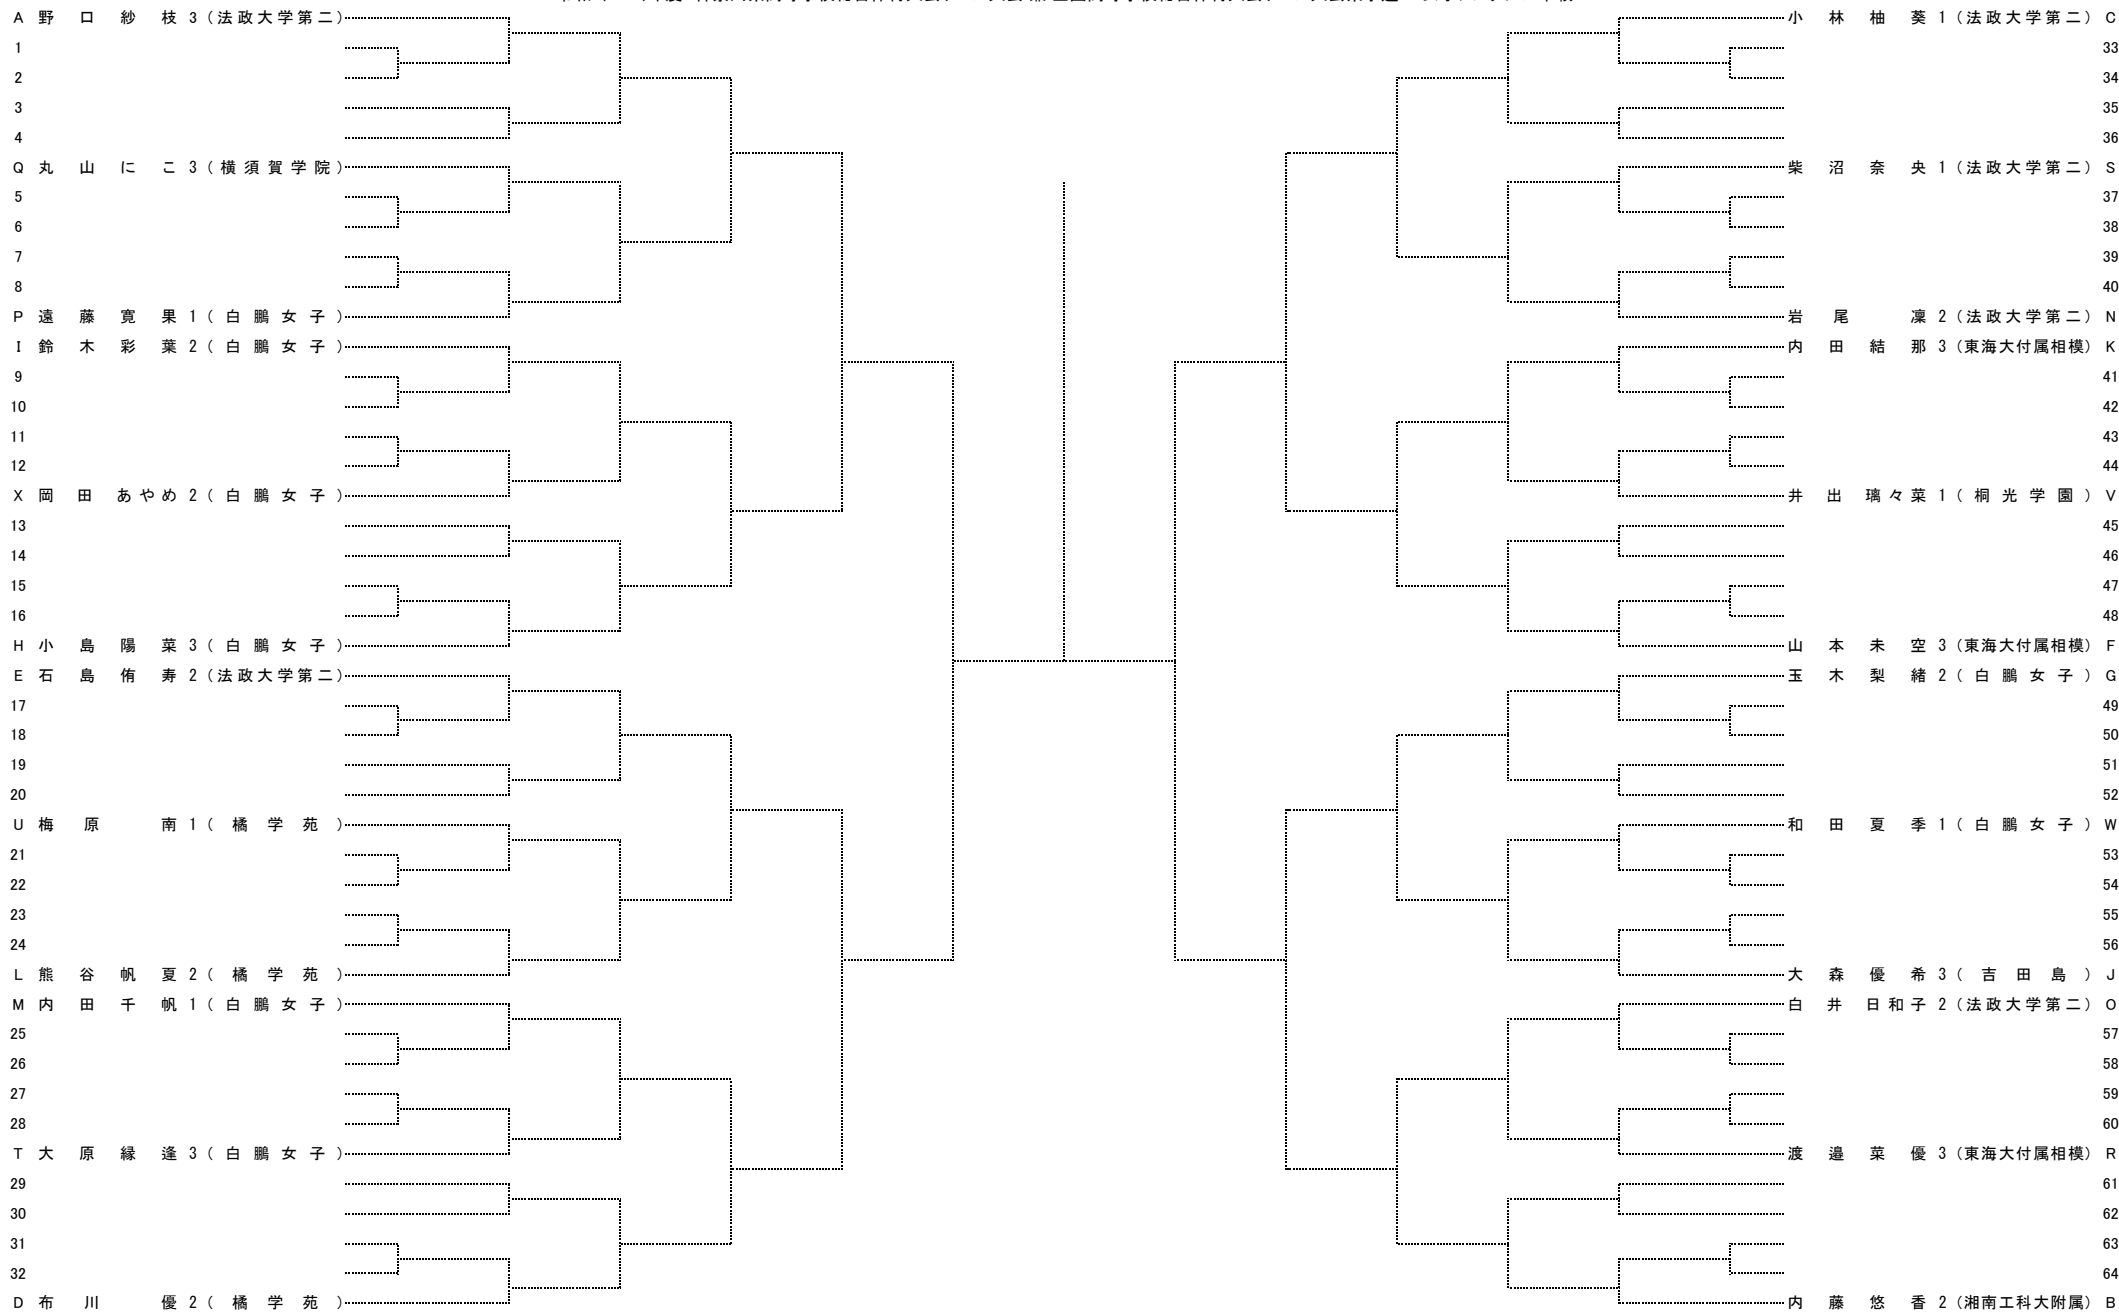 A 野口紗枝 3 (法政大学第二)
1
2
3
4
Q 丸山にこ 3 (横須賀学院)
5
6
7
8
P 遠藤寛果 1 (白鵬女子)
I 鈴木彩葉 2 (白鵬女子)
9
10
11
12
X 岡田あやめ 2 (白鵬女子)
13
14
15
16
H 小島陽菜 3 (白鵬女子)
E 石島侑寿 2 (法政大学第二)
17
18
19
20
U 梅原南 1 (橘学苑)
21
22
23
24
L 熊谷帆夏 2 (橘学苑)
M 内田千帆 1 (白鵬女子)
25
26
27
28
T 大原縁逢 3 (白鵬女子)
29
30
31
32
D 布川優 2 (橘学苑)
小林柚葵 1 (法政大学第二) C
33
34
35
36
柴沼奈央 1 (法政大学第二) S
37
38
39
40
岩尾凜 2 (法政大学第二) N
内田結那 3 (東海大付属相模) K
41
42
43
44
井出璃々菜 1 (桐光学園) V
45
46
47
48
山本未空 3 (東海大付属相模) F
玉木梨緒 2 (白鵬女子) G
49
50
51
52
和田夏季 1 (白鵬女子) W
53
54
55
56
大森優希 3 (吉田島) J
白井日和子 2 (法政大学第二) O
57
58
59
60
渡邉菜優 3 (東海大付属相模) R
61
62
63
64
内藤悠香 2 (湘南工科大附属) B